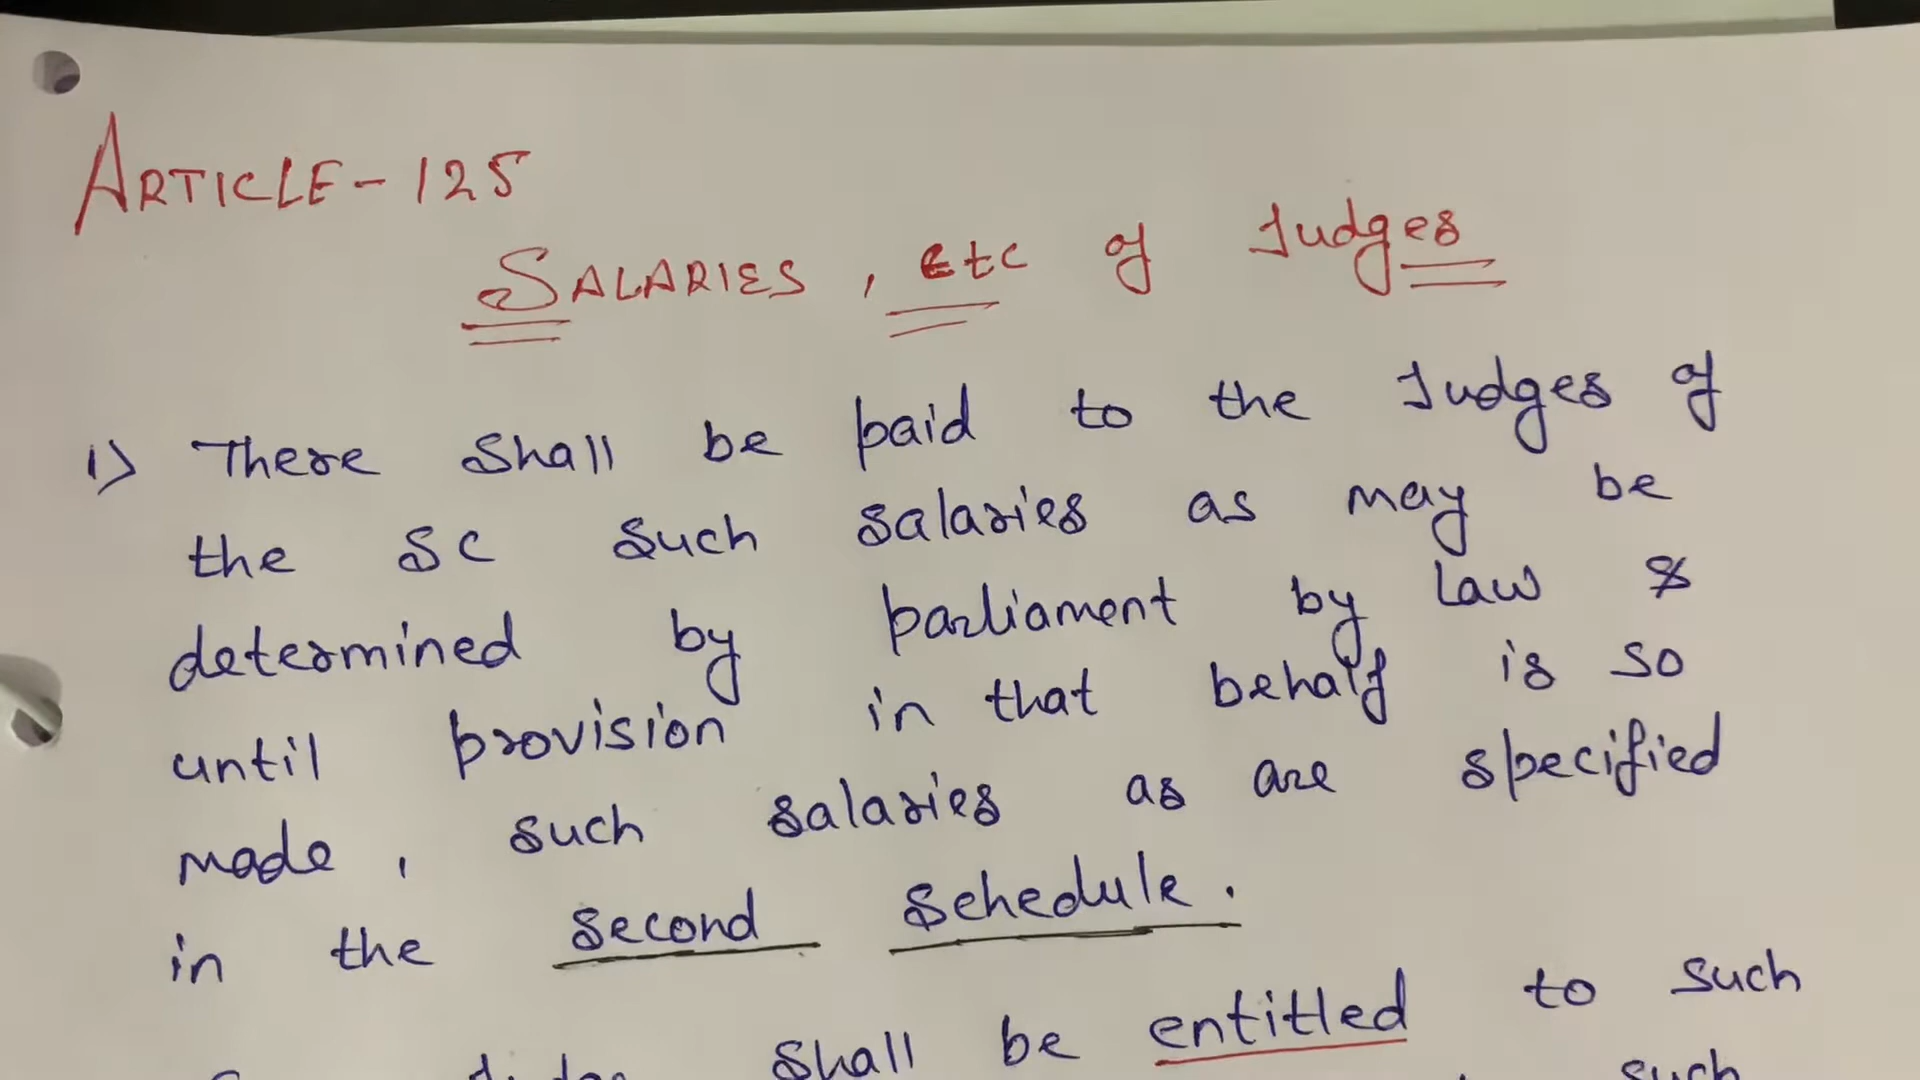 ARTICLE-125
SALARIES, Etc of Judges
1) There shall be paid to the Judges of
the SC such salaries as may be
determined by parliament by Law &
until provision in that behalf is so
made, such salaries as are specified
in the second schedule.
shall be entitled to such
such